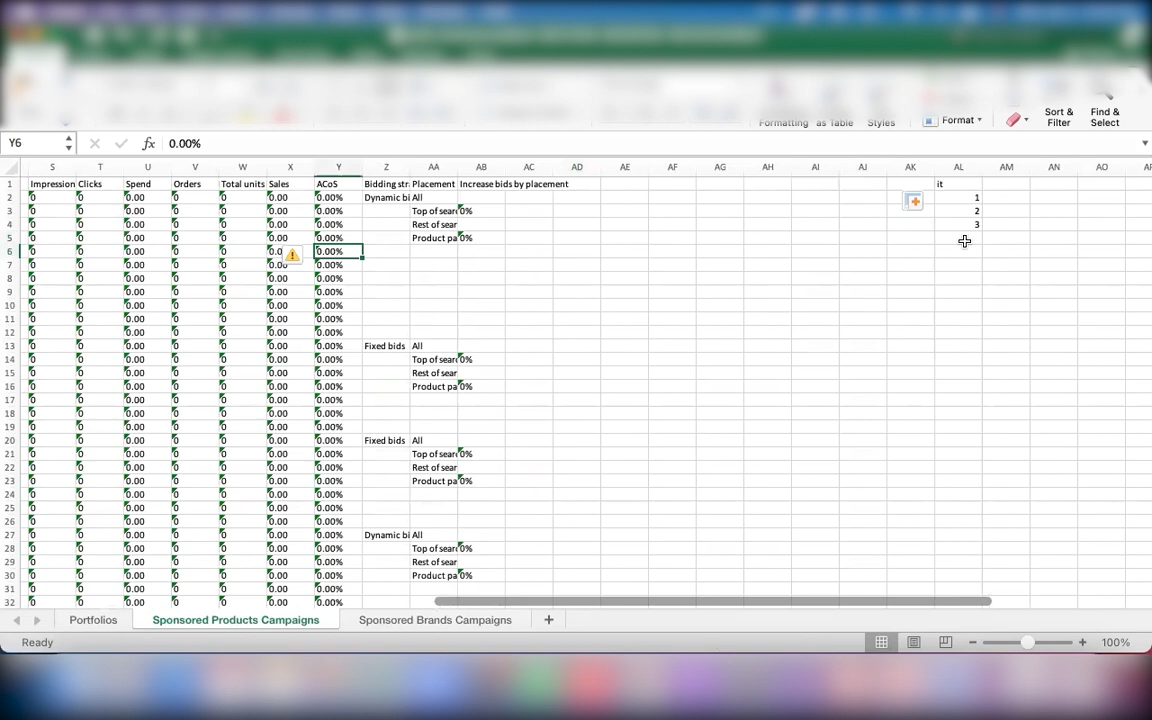 Formatting as Table Styles Format Sort & Filter Find & Select
Y6 fx 0.00%
S T U V W X Y Z AA AB AC AD AE AF AG AH AI AJ AK AL AM AN AO
1 Impression Clicks Spend Orders Total units Sales ACoS Bidding str Placement Increase bids by placement it
2 0 0 0.00 0 0 0.00 0.00% Dynamic bi All 1
3 0 0 0.00 0 0 0.00 0.00% Top of sear 0% 2
4 0 0 0.00 0 0 0.00 0.00% Rest of sear 3
5 0 0 0.00 0 0 0.00 0.00% Product pa 0%
6 0 0 0.00 0 0 0.0 0.00%
7 0 0 0.00 0 0 0.00 0.00%
8 0 0 0.00 0 0 0.00 0.00%
9 0 0 0.00 0 0 0.00 0.00%
10 0 0 0.00 0 0 0.00 0.00%
11 0 0 0.00 0 0 0.00 0.00%
12 0 0 0.00 0 0 0.00 0.00%
13 0 0 0.00 0 0 0.00 0.00% Fixed bids All
14 0 0 0.00 0 0 0.00 0.00% Top of sear 0%
15 0 0 0.00 0 0 0.00 0.00% Rest of sear
16 0 0 0.00 0 0 0.00 0.00% Product pa 0%
17 0 0 0.00 0 0 0.00 0.00%
18 0 0 0.00 0 0 0.00 0.00%
19 0 0 0.00 0 0 0.00 0.00%
20 0 0 0.00 0 0 0.00 0.00% Fixed bids All
21 0 0 0.00 0 0 0.00 0.00% Top of sear 0%
22 0 0 0.00 0 0 0.00 0.00% Rest of sear
23 0 0 0.00 0 0 0.00 0.00% Product pa 0%
24 0 0 0.00 0 0 0.00 0.00%
25 0 0 0.00 0 0 0.00 0.00%
26 0 0 0.00 0 0 0.00 0.00%
27 0 0 0.00 0 0 0.00 0.00% Dynamic bi All
28 0 0 0.00 0 0 0.00 0.00% Top of sear 0%
29 0 0 0.00 0 0 0.00 0.00% Rest of sear
30 0 0 0.00 0 0 0.00 0.00% Product pa 0%
31 0 0 0.00 0 0 0.00 0.00%
32 0 0 0.00 0 0 0.00 0.00%
Portfolios Sponsored Products Campaigns Sponsored Brands Campaigns
Ready 100%